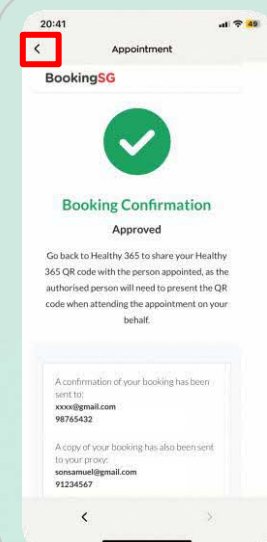 20:41
49
Appointment
BookingSG
Booking Confirmation
Approved
Go back to Healthy 365 to share your Healthy
365 QR code with the person appointed, as the
authorised person will need to present the QR
code when attending the appointment on your
behalf.
A confirmation of your booking has been
sent to:
xxxx@gmail.com
98765432
A copy of your booking has also been sent
to your proxy:
sonsamuel@gmail.com
91234567